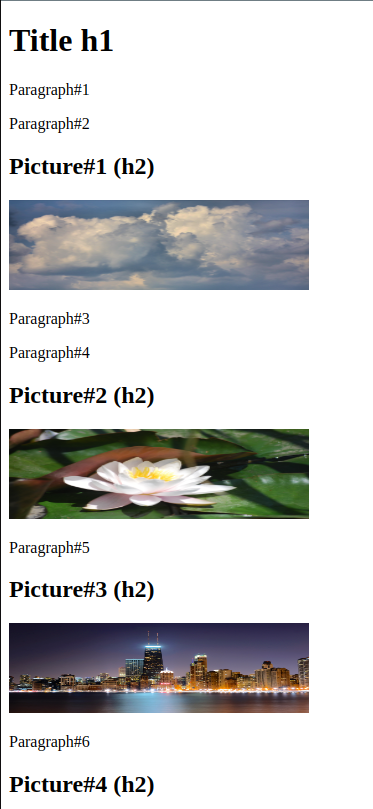 Title h1
Paragraph#1
Paragraph#2
Picture#1 (h2)
Paragraph#3
Paragraph#4
Picture#2 (h2)
Paragraph#5
Picture#3 (h2)
Paragraph#6
Picture#4 (h2)